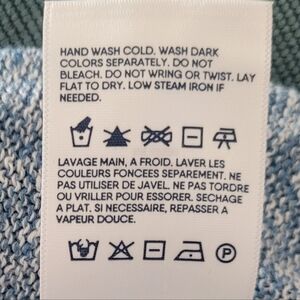 HAND WASH COLD. WASH DARK
COLORS SEPARATELY. DO NOT
BLEACH. DO NOT WRING OR TWIST. LAY
FLAT TO DRY. LOW STEAM IRON IF
NEEDED.
LAVAGE MAIN, A FROID. LAVER LES
COULEURS FONCEES SEPAREMENT. NE
PAS UTILISER DE JAVEL. NE PAS TORDRE
OU VRILLER POUR ESSORER. SECHAGE
A PLAT. SI NECESSAIRE, REPASSER A
VAPEUR DOUCE.
P